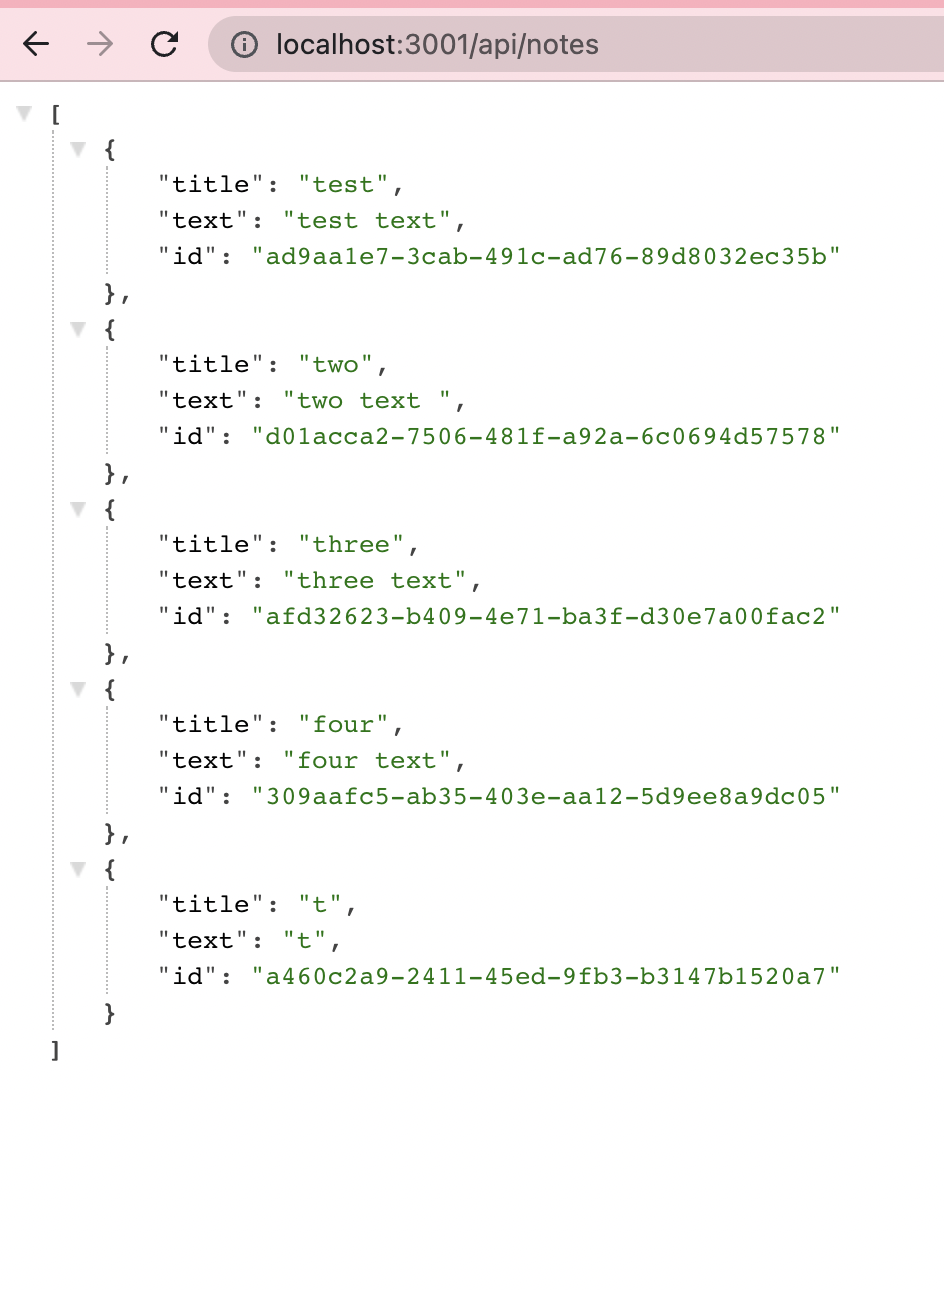 localhost:3001/api/notes
[
{
"title": "test",
"text": "test text",
"id": "ad9aa1e7-3cab-491c-ad76-89d8032ec35b"
},
{
"title": "two",
"text": "two text ",
"id": "d01acca2-7506-481f-a92a-6c0694d57578"
},
{
"title": "three",
"text": "three text",
"id": "afd32623-b409-4e71-ba3f-d30e7a00fac2"
},
{
"title": "four",
"text": "four text",
"id": "309aafc5-ab35-403e-aa12-5d9ee8a9dc05"
},
{
"title": "t",
"text": "t",
"id": "a460c2a9-2411-45ed-9fb3-b3147b1520a7"
}
]